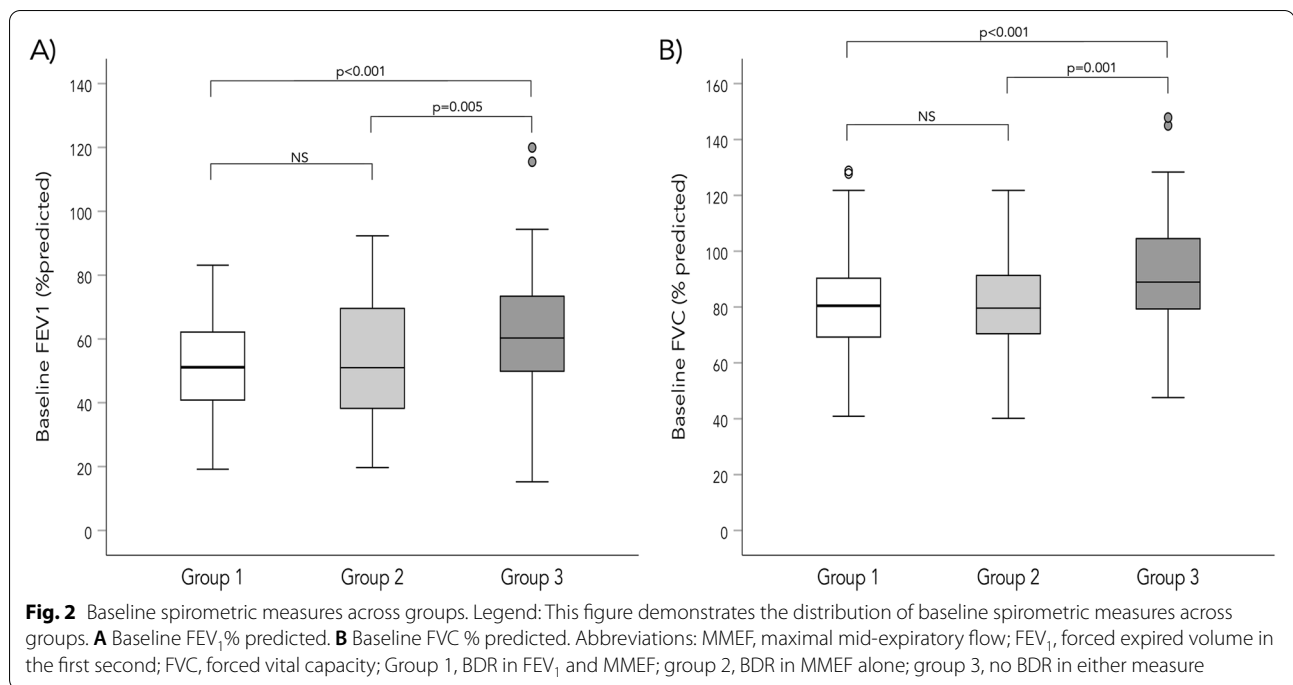 A)
p<0.001
p=0.005
NS
140
120
100
80
60
40
20
0
Baseline FEV1 (%predicted)
Group 1 Group 2 Group 3
B)
p<0.001
p=0.001
NS
160
140
120
100
80
60
40
20
0
Baseline FVC (% predicted)
Group 1 Group 2 Group 3
Fig. 2 Baseline spirometric measures across groups. Legend: This figure demonstrates the distribution of baseline spirometric measures across
groups. A Baseline FEV₁% predicted. B Baseline FVC % predicted. Abbreviations: MMEF, maximal mid-expiratory flow; FEV₁, forced expired volume in
the first second; FVC, forced vital capacity; Group 1, BDR in FEV₁ and MMEF; group 2, BDR in MMEF alone; group 3, no BDR in either measure